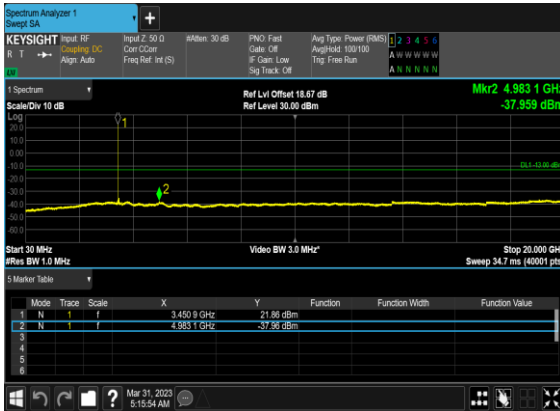 Spectrum Analyzer 1
Swept SA
+
KEYSIGHT
R T
LW
Input: RF
Coupling: DC
Align: Auto
Input Z: 50 Ω
Corr CCorr
Freq Ref: Int (S)
#Atten: 30 dB
PNO: Fast
Gate: Off
IF Gain: Low
Sig Track: Off
Avg Type: Power (RMS)
Avg|Hold: 100/100
Trig: Free Run
1 2 3 4 5 6
A W W W W W
A N N N N N
1 Spectrum
Scale/Div 10 dB
Ref Lvl Offset 18.67 dB
Ref Level 30.00 dBm
Mkr2 4.983 1 GHz
-37.959 dBm
Log
20.0
10.0
0.00
-10.0
-20.0
-30.0
-40.0
-50.0
-60.0
1
2
DL1 -13.00 dBm
Start 30 MHz
#Res BW 1.0 MHz
Video BW 3.0 MHz*
Stop 20.000 GH
Sweep 34.7 ms (40001 pts
5 Marker Table
Mode Trace Scale X Y Function Function Width Function Value
1 N 1 f 3.450 9 GHz 21.86 dBm
2 N 1 f 4.983 1 GHz -37.96 dBm
3
4
5
6
?
Mar 31, 2023
5:15:54 AM